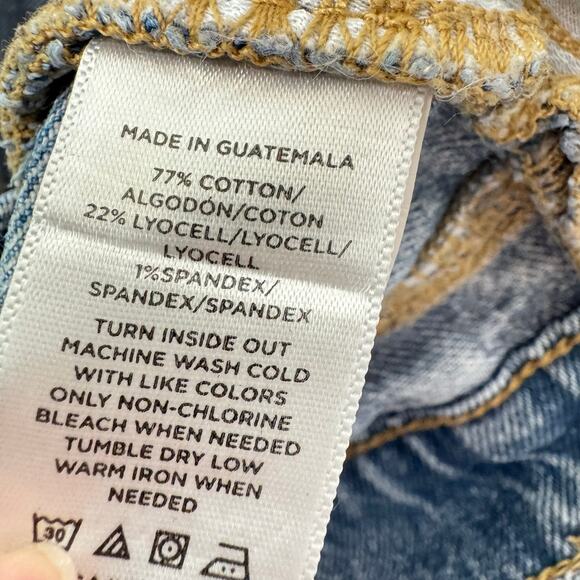 MADE IN GUATEMALA
77% COTTON/
ALGODÓN/COTON
22% LYOCELL/LYOCELL/
LYOCELL
1%SPANDEX/
SPANDEX/SPANDEX
TURN INSIDE OUT
MACHINE WASH COLD
WITH LIKE COLORS
ONLY NON-CHLORINE
BLEACH WHEN NEEDED
TUMBLE DRY LOW
WARM IRON WHEN
NEEDED
30